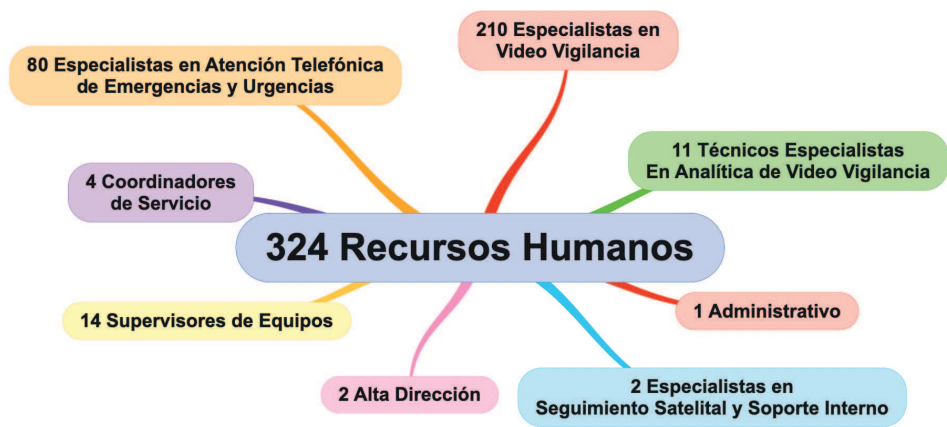 210 Especialistas en
Video Vigilancia
80 Especialistas en Atención Telefónica
de Emergencias y Urgencias
11 Técnicos Especialistas
En Analítica de Video Vigilancia
4 Coordinadores
de Servicio
324 Recursos Humanos
14 Supervisores de Equipos
1 Administrativo
2 Alta Dirección
2 Especialistas en
Seguimiento Satelital y Soporte Interno